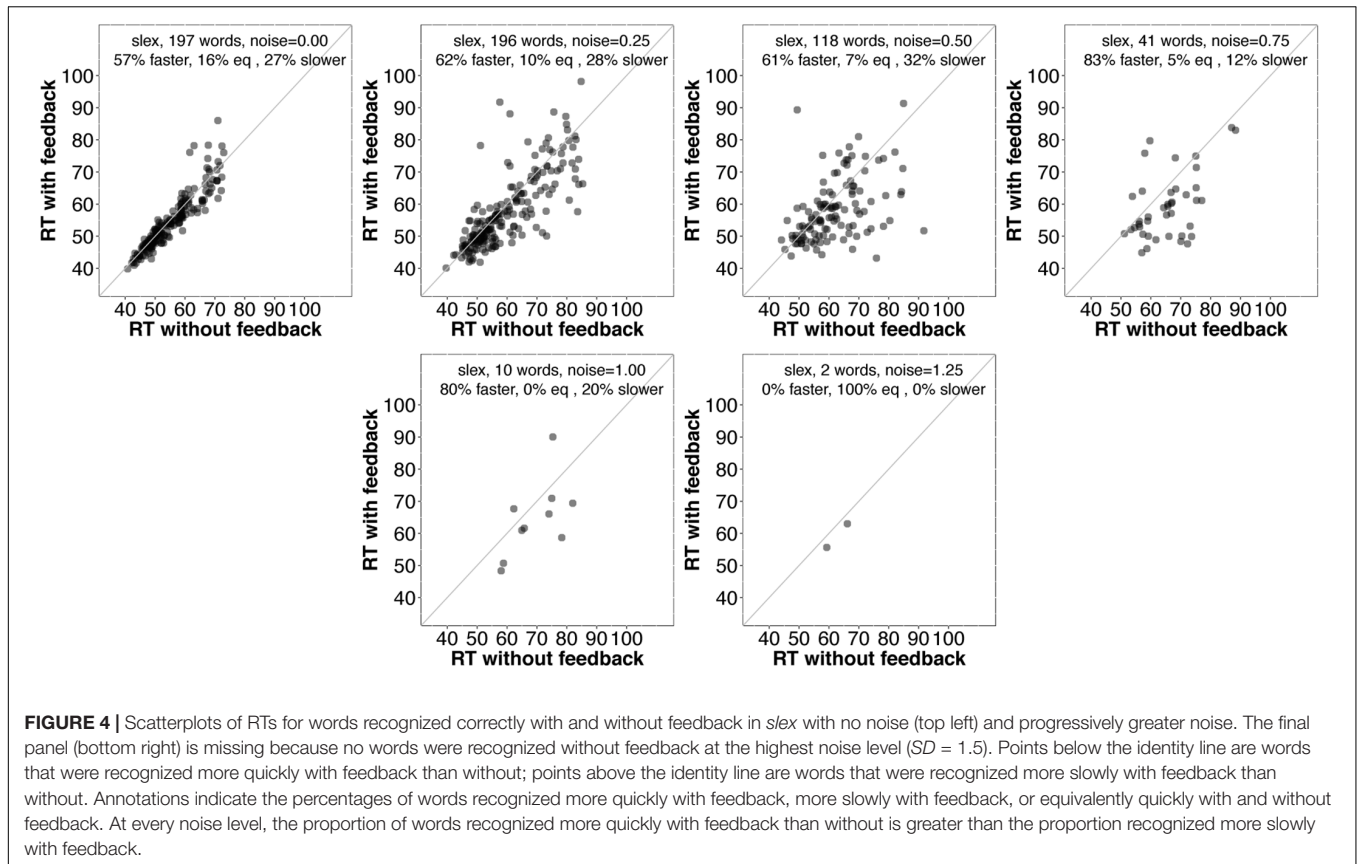 slex, 197 words, noise=0.00
57% faster, 16% eq , 27% slower
100
90
80
70
60
50
40
RT with feedback
40 50 60 70 80 90 100
RT without feedback
slex, 196 words, noise=0.25
62% faster, 10% eq , 28% slower
100
90
80
70
60
50
40
RT with feedback
40 50 60 70 80 90 100
RT without feedback
slex, 118 words, noise=0.50
61% faster, 7% eq , 32% slower
100
90
80
70
60
50
40
RT with feedback
40 50 60 70 80 90 100
RT without feedback
slex, 41 words, noise=0.75
83% faster, 5% eq , 12% slower
100
90
80
70
60
50
40
RT with feedback
40 50 60 70 80 90 100
RT without feedback
slex, 10 words, noise=1.00
80% faster, 0% eq , 20% slower
100
90
80
70
60
50
40
RT with feedback
40 50 60 70 80 90 100
RT without feedback
slex, 2 words, noise=1.25
0% faster, 100% eq , 0% slower
100
90
80
70
60
50
40
RT with feedback
40 50 60 70 80 90 100
RT without feedback
FIGURE 4 | Scatterplots of RTs for words recognized correctly with and without feedback in slex with no noise (top left) and progressively greater noise. The final
panel (bottom right) is missing because no words were recognized without feedback at the highest noise level (SD = 1.5). Points below the identity line are words
that were recognized more quickly with feedback than without; points above the identity line are words that were recognized more slowly with feedback than
without. Annotations indicate the percentages of words recognized more quickly with feedback, more slowly with feedback, or equivalently quickly with and without
feedback. At every noise level, the proportion of words recognized more quickly with feedback than without is greater than the proportion recognized more slowly
with feedback.